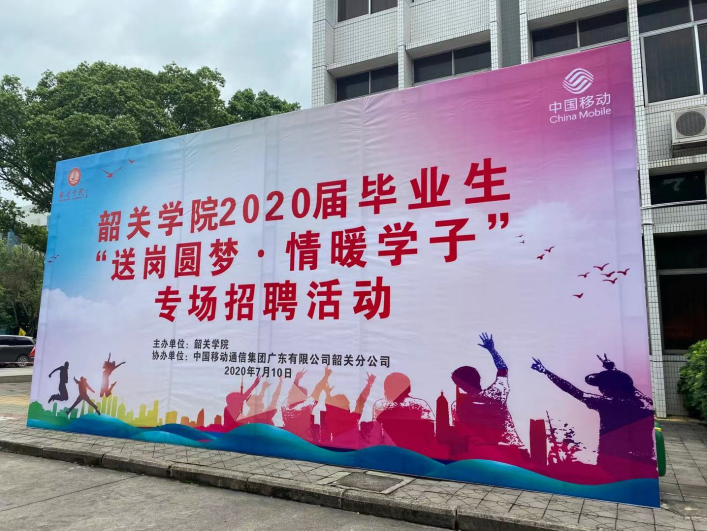 中国移动
China Mobile
韶关学院2020届毕业生
“送岗圆梦·情暖学子”
专场招聘活动
主办单位：韶关学院
协办单位：中国移动通信集团广东有限公司韶关分公司
2020年7月10日